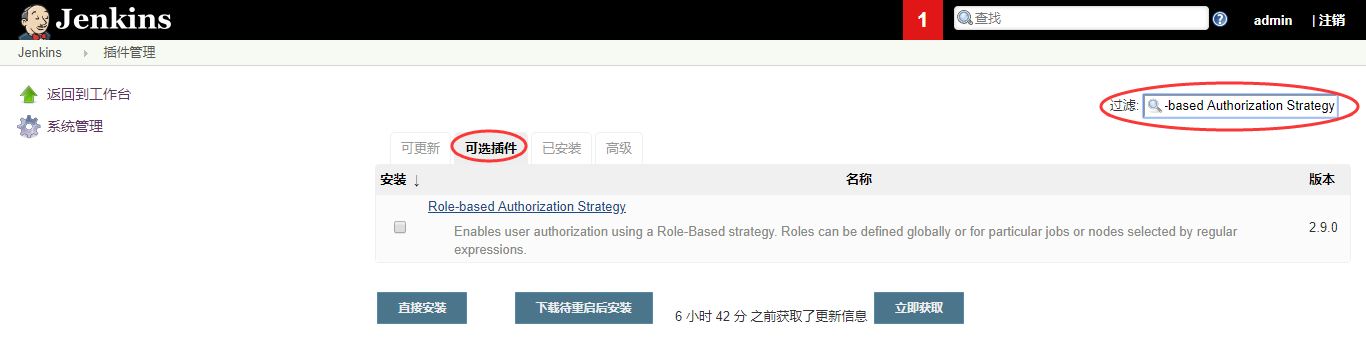 Jenkins
1
查找
admin
| 注销
Jenkins
插件管理
返回到工作台
系统管理
过滤:
-based Authorization Strategy
可更新
可选插件
已安装
高级
安装 ↓
名称
版本
Role-based Authorization Strategy
Enables user authorization using a Role-Based strategy. Roles can be defined globally or for particular jobs or nodes selected by regular
expressions.
2.9.0
直接安装
下载待重启后安装
6 小时 42 分 之前获取了更新信息
立即获取